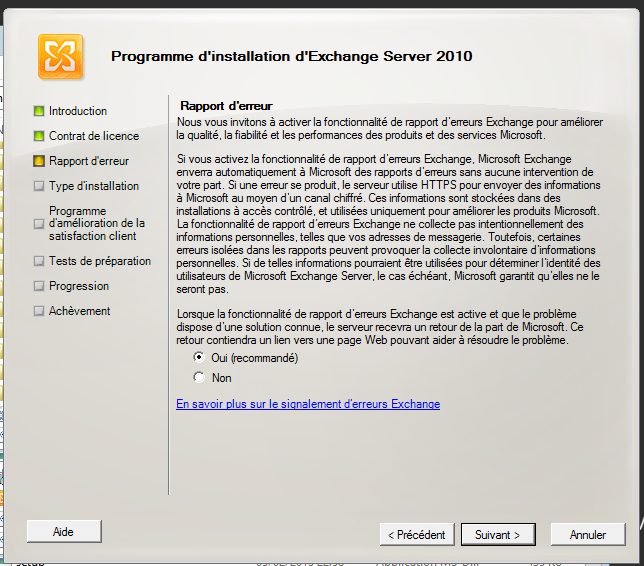 Programme d'installation d'Exchange Server 2010
Introduction
Contrat de licence
Rapport d'erreur
Type d'installation
Programme
d'amélioration de la
satisfaction client
Tests de préparation
Progression
Achèvement
Rapport d'erreur
Nous vous invitons à activer la fonctionnalité de rapport d'erreurs Exchange pour améliorer
la qualité, la fiabilité et les performances des produits et des services Microsoft.
Si vous activez la fonctionnalité de rapport d'erreurs Exchange, Microsoft Exchange
enverra automatiquement à Microsoft des rapports d'erreurs sans aucune intervention de
votre part. Si une erreur se produit, le serveur utilise HTTPS pour envoyer des informations
à Microsoft au moyen d'un canal chiffré. Ces informations sont stockées dans des
installations à accès contrôlé, et utilisées uniquement pour améliorer les produits Microsoft.
La fonctionnalité de rapport d'erreurs Exchange ne collecte pas intentionnellement des
informations personnelles, telles que vos adresses de messagerie. Toutefois, certaines
erreurs isolées dans les rapports peuvent provoquer la collecte involontaire d'informations
personnelles. Si de telles informations pourraient être utilisées pour déterminer l'identité des
utilisateurs de Microsoft Exchange Server, le cas échéant, Microsoft garantit qu'elles ne le
seront pas.
Lorsque la fonctionnalité de rapport d'erreurs Exchange est active et que le problème
dispose d'une solution connue, le serveur recevra un retour de la part de Microsoft. Ce
retour contiendra un lien vers une page Web pouvant aider à résoudre le problème.
Oui (recommandé)
Non
En savoir plus sur le signalement d'erreurs Exchange
Aide
< Précédent
Suivant >
Annuler